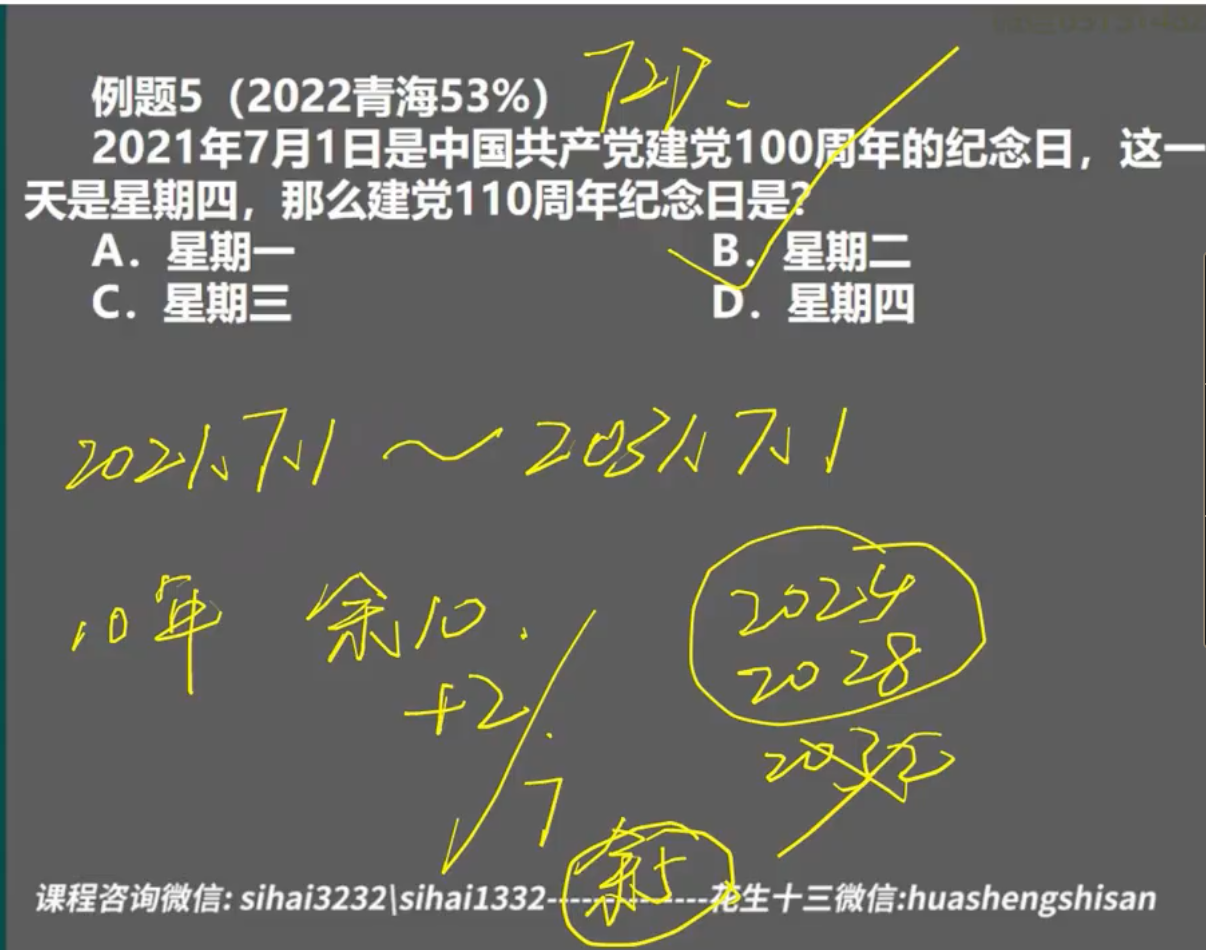 例题5（2022青海53%） 727
2021年7月1日是中国共产党建党100周年的纪念日，这一
天是星期四，那么建党110周年纪念日是？
A．星期一 B．星期二
C．星期三 D．星期四
2021.7.1 ～ 2031.7.1
10年 余10.
+2
7
余5
2024
2028
2032
课程咨询微信: sihai3232\sihai1332--------------花生十三微信:huashengshisan